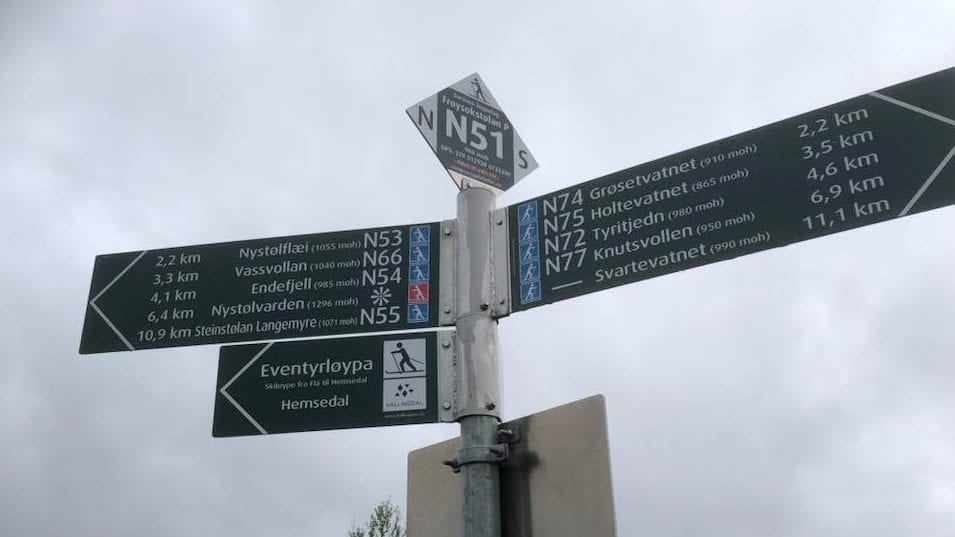 Frøysokstølan P
N
N51
S
968 moh
2,2 km Nystølflæi (1055 moh) N53
3,3 km Vassvollan (1040 moh) N66
4,1 km Endefjell (985 moh) N54
6,4 km Nystølvarden (1296 moh)
10,9 km Steinstølan Langemyre (1071 moh) N55
Eventyrløypa
Skiløype fra Flå til Hemsedal
Hemsedal
HALLINGDAL
N74 Grøsetvatnet (910 moh) 2,2 km
N75 Holtevatnet (865 moh) 3,5 km
N72 Tyritjedn (980 moh) 4,6 km
N77 Knutsvollen (950 moh) 6,9 km
Svartevatnet (990 moh) 11,1 km